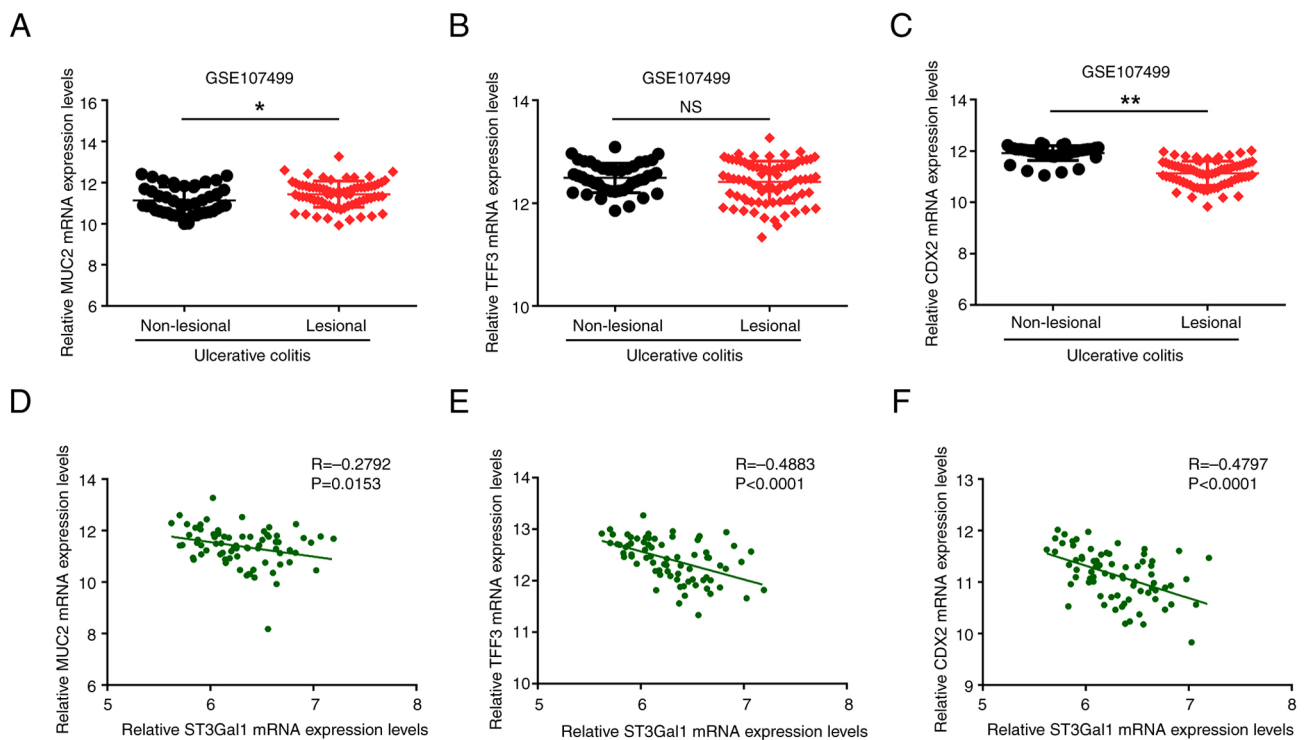 A
GSE107499
Relative MUC2 mRNA expression levels
16
14
12
10
8
6
*
Non-lesional
Lesional
Ulcerative colitis
B
GSE107499
Relative TFF3 mRNA expression levels
14
12
10
NS
Non-lesional
Lesional
Ulcerative colitis
C
GSE107499
Relative CDX2 mRNA expression levels
14
12
10
8
6
**
Non-lesional
Lesional
Ulcerative colitis
D
Relative MUC2 mRNA expression levels
14
12
10
8
6
R=–0.2792
P=0.0153
5
6
7
8
Relative ST3Gal1 mRNA expression levels
E
Relative TFF3 mRNA expression levels
14
13
12
11
10
R=–0.4883
P<0.0001
5
6
7
8
Relative ST3Gal1 mRNA expression levels
F
Relative CDX2 mRNA expression levels
13
12
11
10
9
R=–0.4797
P<0.0001
5
6
7
8
Relative ST3Gal1 mRNA expression levels